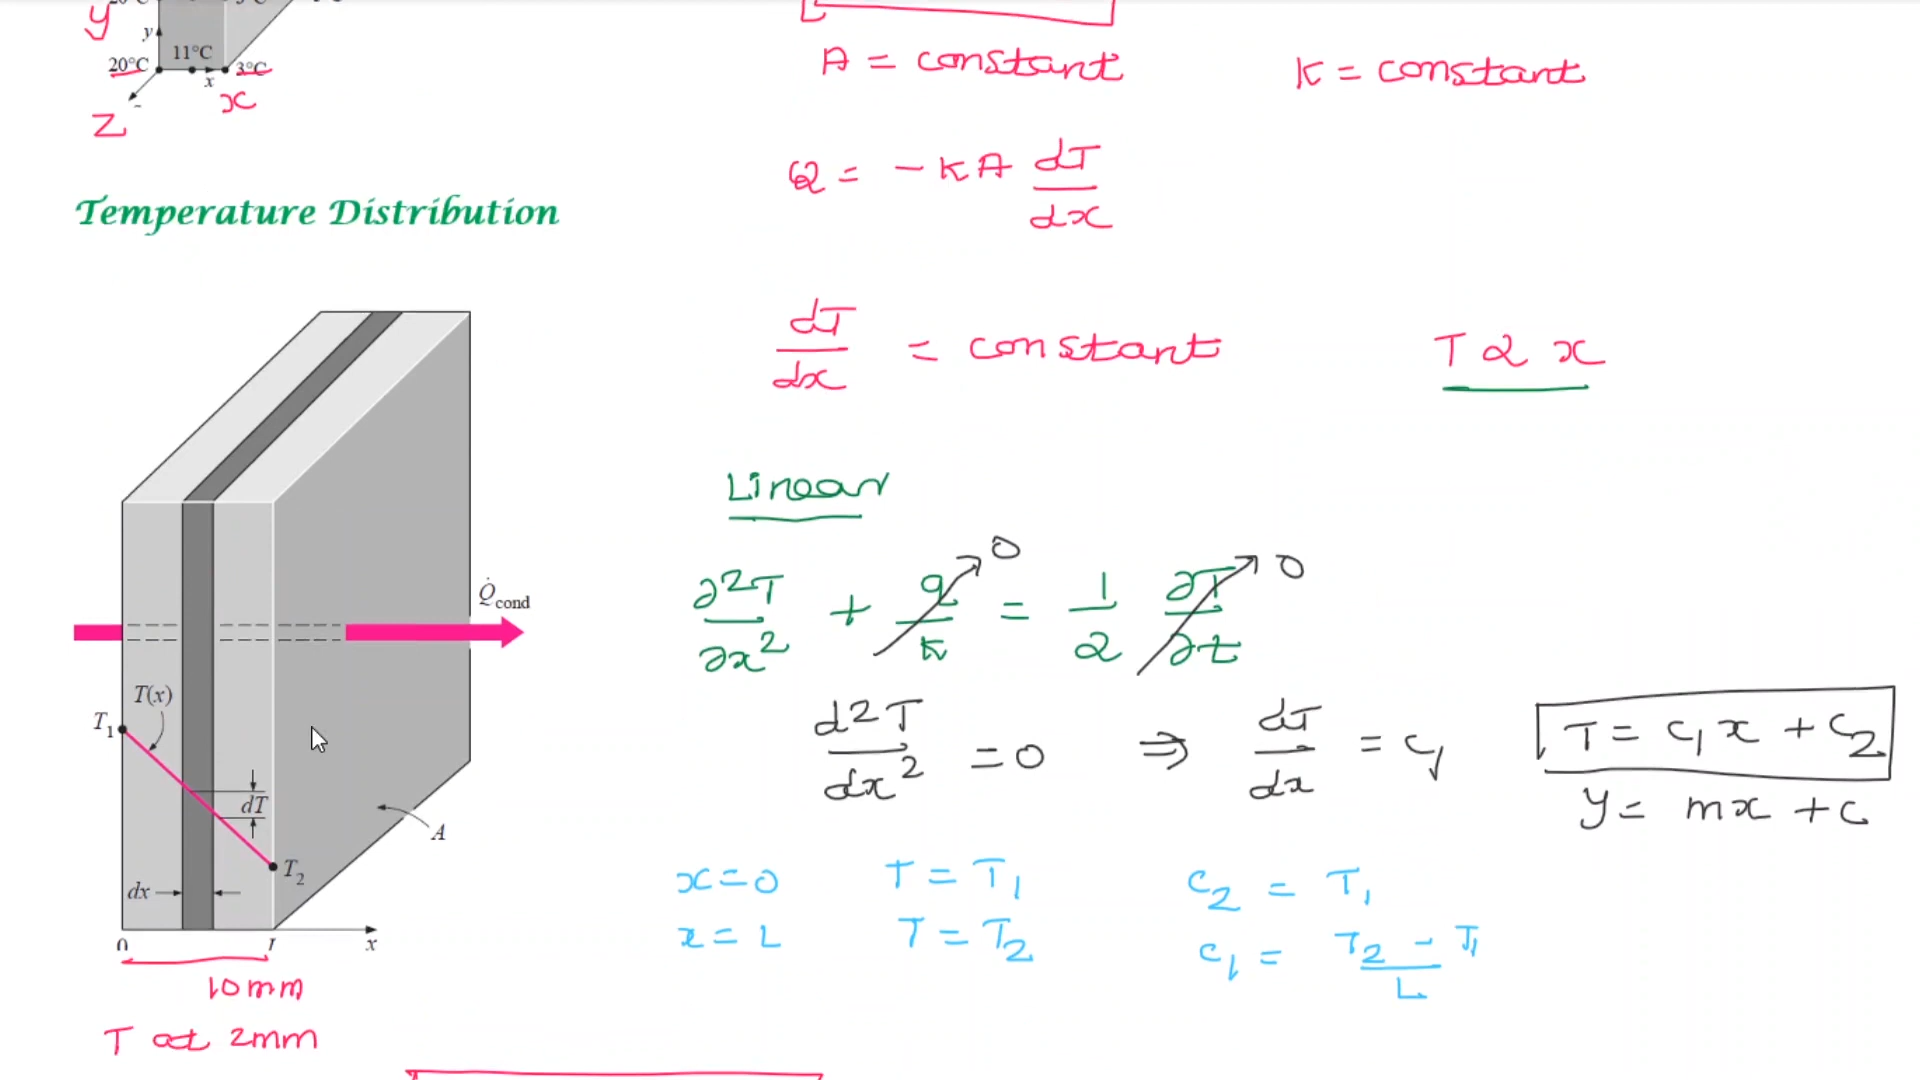 y
y
11°C
20°C
3°C
x
x
Z
A = constant
K = constant
Q = -KA dT/dx
Temperature Distribution
dT/dx = constant
T α x
Linear
∂²T/∂x² + q/k → 0 = 1/α ∂T/∂t → 0
Q̇cond
d²T/dx² = 0 ⇒ dT/dx = C₁
T = C₁x + C₂
y = mx + c
T(x)
T₁
dT
A
T₂
dx
0
x
x=0 T = T₁ C₂ = T₁
x = L T = T₂ C₁ = T₂ - T₁/L
10mm
T at 2mm